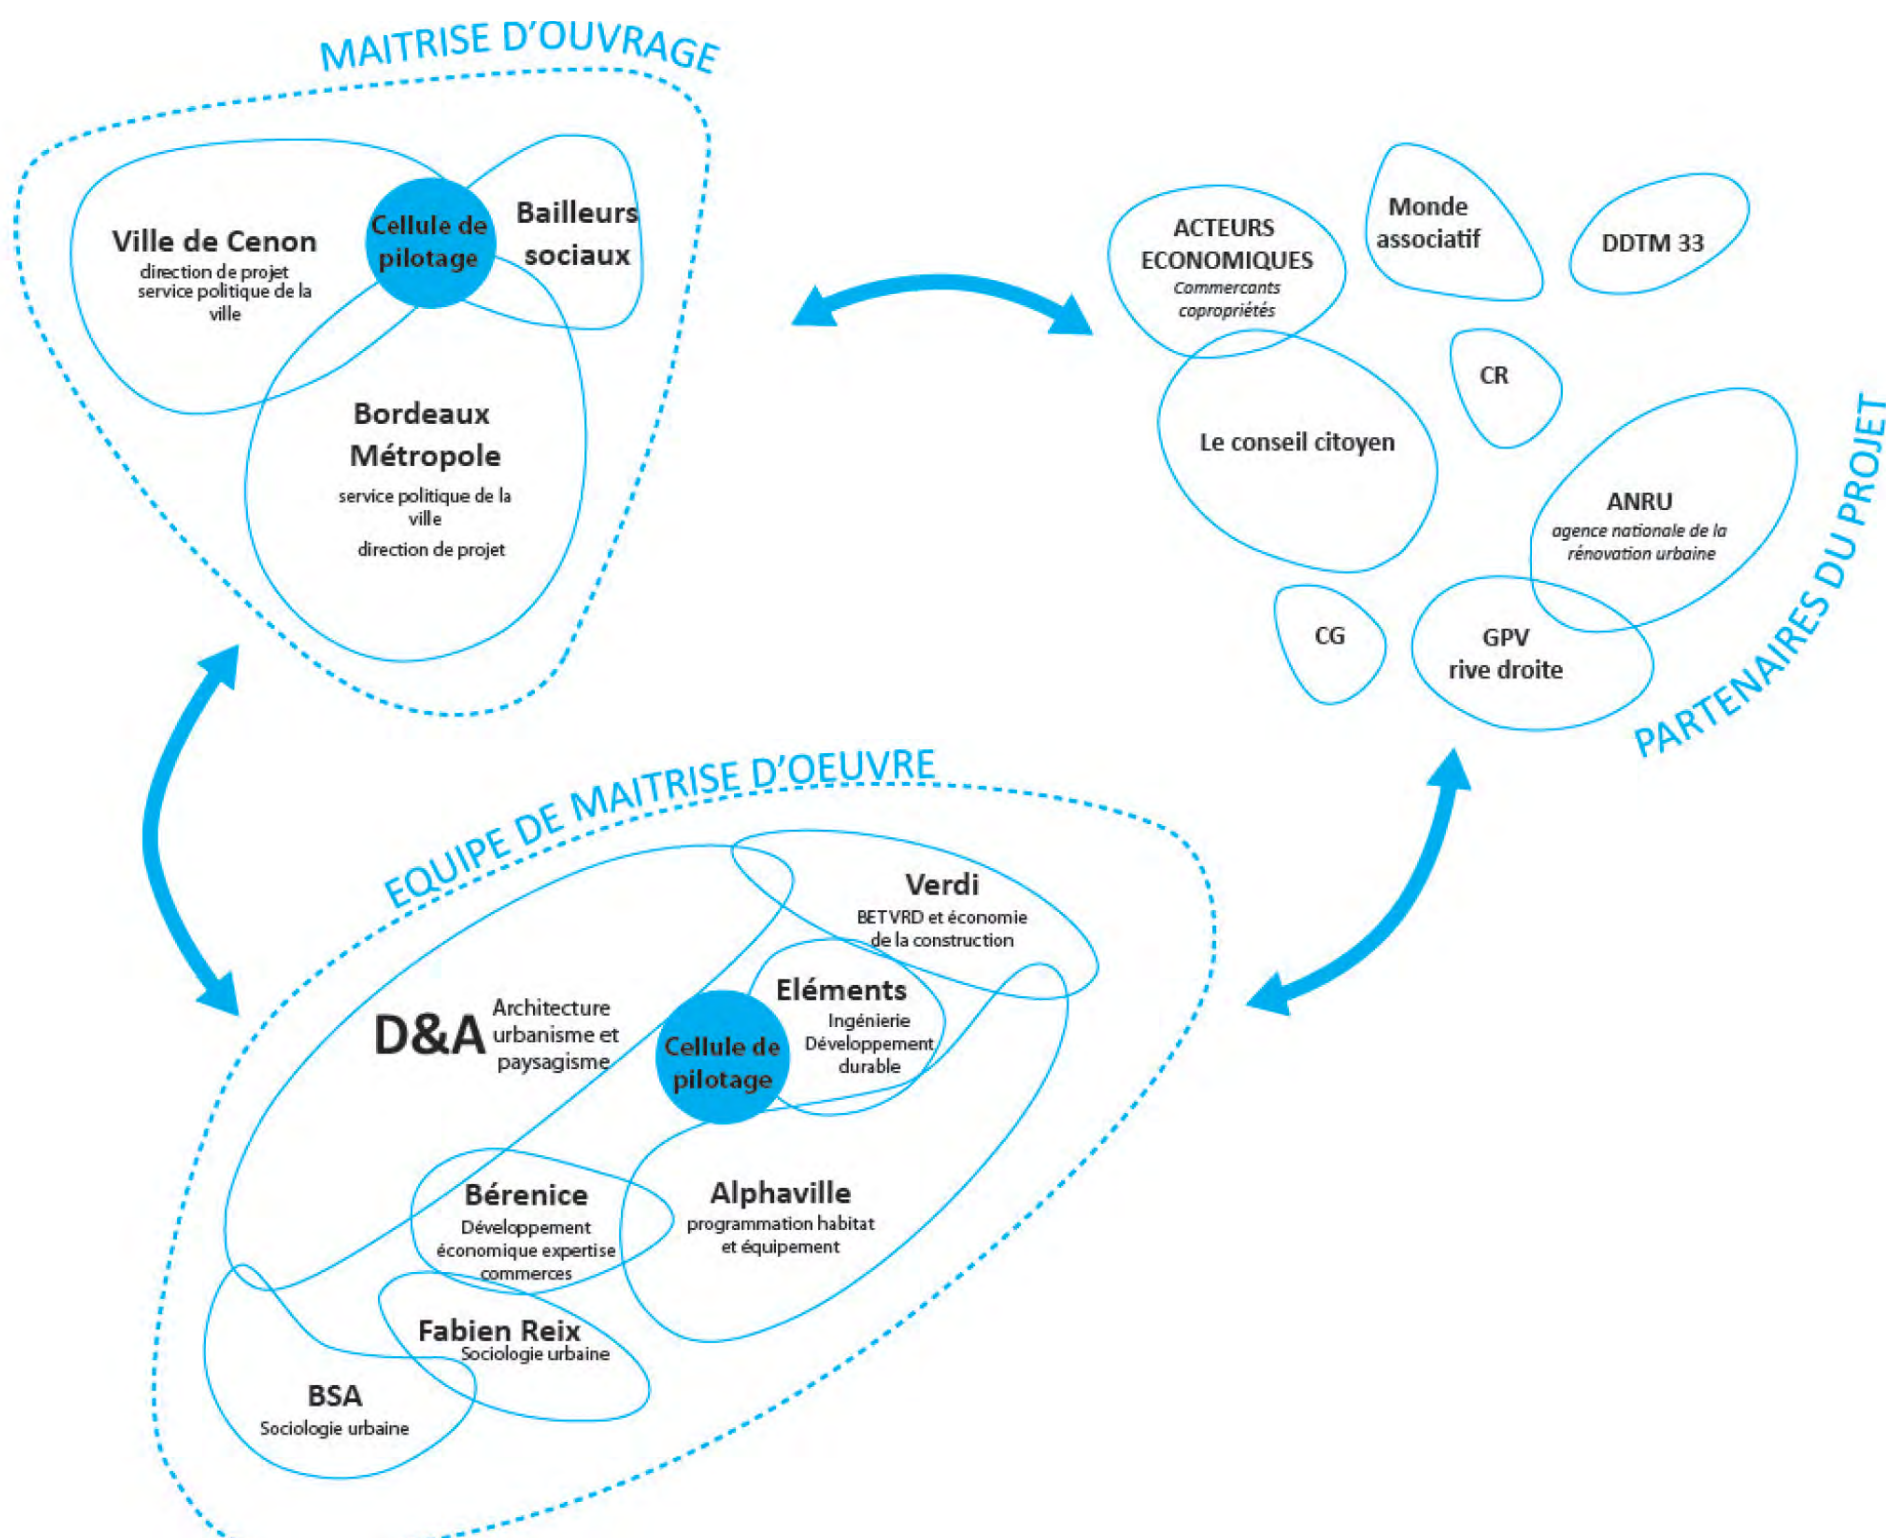 MAITRISE D'OUVRAGE
Ville de Cenon
direction de projet
service politique de la
ville
Cellule de
pilotage
Bailleurs
sociaux
Bordeaux
Métropole
service politique de la
ville
direction de projet
ACTEURS
ECONOMIQUES
Commercants
copropriétés
Monde
associatif
DDTM 33
CR
Le conseil citoyen
ANRU
agence nationale de la
rénovation urbaine
CG
GPV
rive droite
PARTENAIRES DU PROJET
EQUIPE DE MAITRISE D'OEUVRE
Verdi
BET VRD et économie
de la construction
D&A
Architecture
urbanisme et
paysagisme
Cellule de
pilotage
Eléments
Ingénierie
Développement
durable
Bérenice
Développement
économique expertise
commerces
Alphaville
programmation habitat
et équipement
Fabien Reix
Sociologie urbaine
BSA
Sociologie urbaine